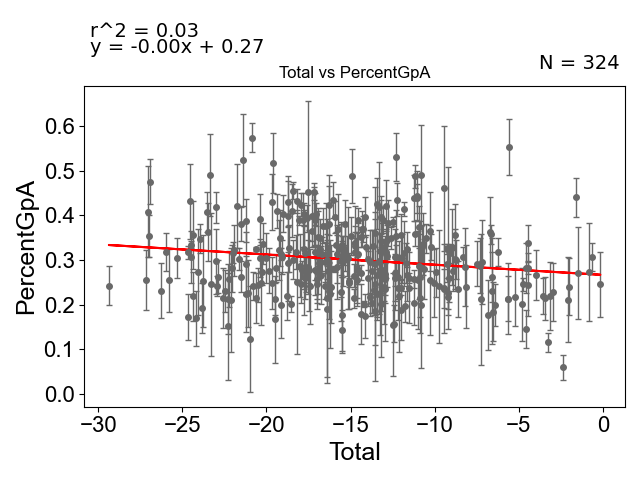 r^2 = 0.03
y = -0.00x + 0.27
N = 324
Total vs PercentGpA
PercentGpA
0.6
0.5
0.4
0.3
0.2
0.1
0.0
−30 −25 −20 −15 −10 −5 0
Total